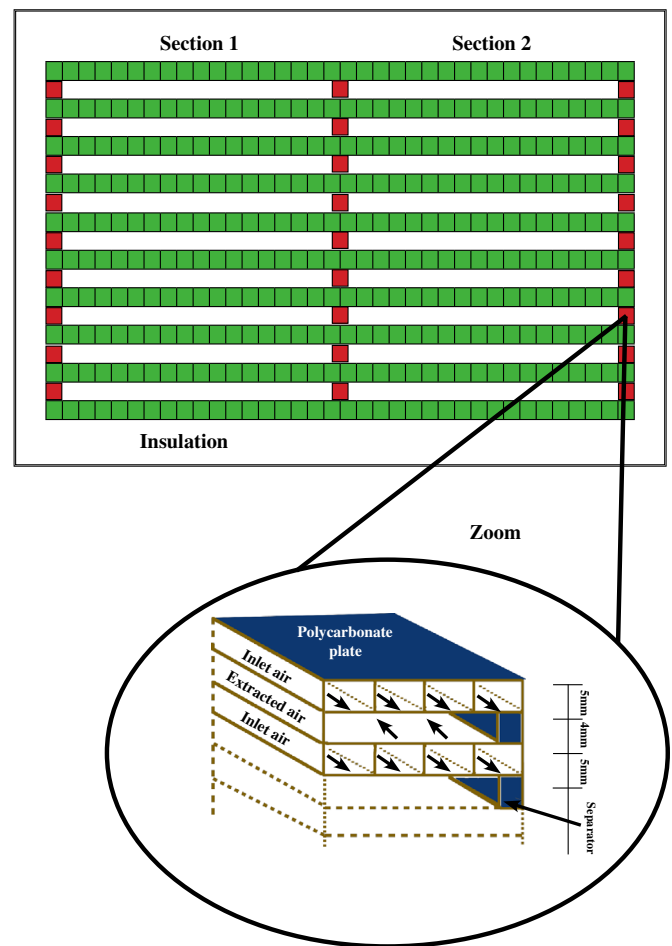 Section 1
Section 2
Insulation
Zoom
Polycarbonate
plate
Inlet air
Extracted air
Inlet air
5mm
4mm
5mm
Separator